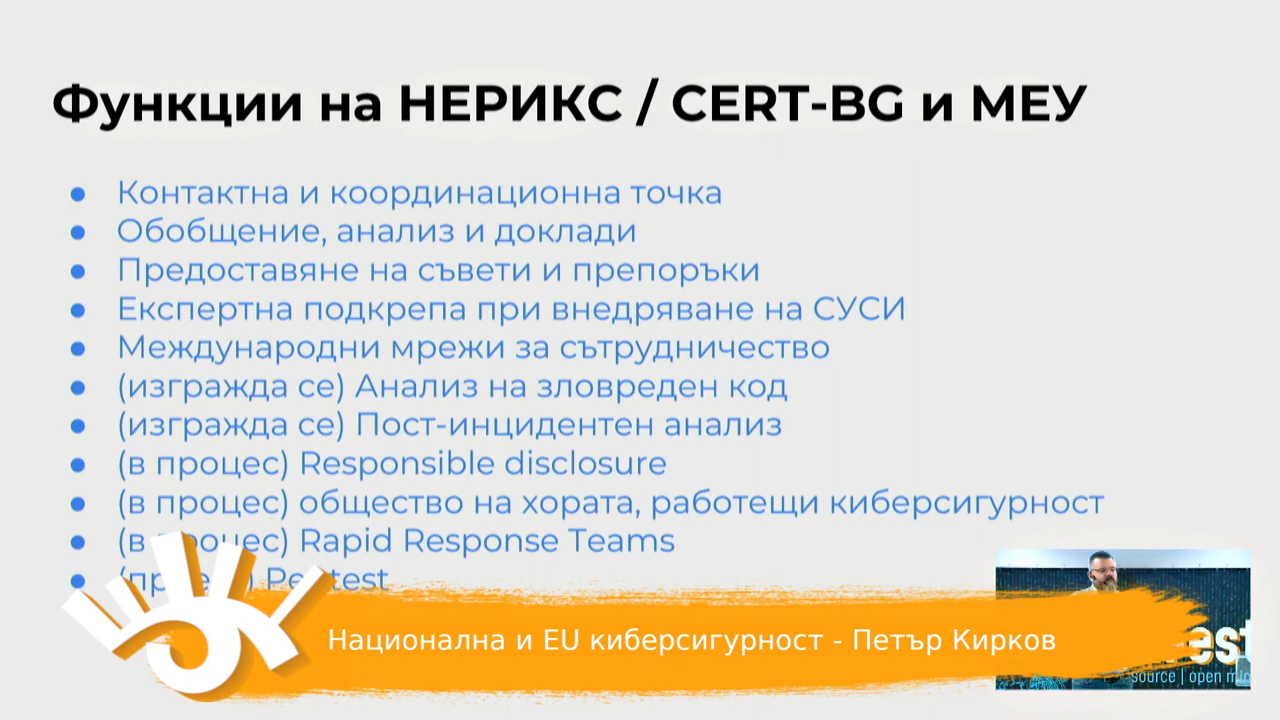 Функции на НЕРИКС / CERT-BG и МЕУ
● Контактна и координационна точка
● Обобщение, анализ и доклади
● Предоставяне на съвети и препоръки
● Експертна подкрепа при внедряване на СУСИ
● Международни мрежи за сътрудничество
● (изгражда се) Анализ на зловреден код
● (изгражда се) Пост-инцидентен анализ
● (в процес) Responsible disclosure
● (в процес) общество на хората, работещи киберсигурност
● (в процес) Rapid Response Teams
Национална и EU киберсигурност - Петър Кирков
source | open